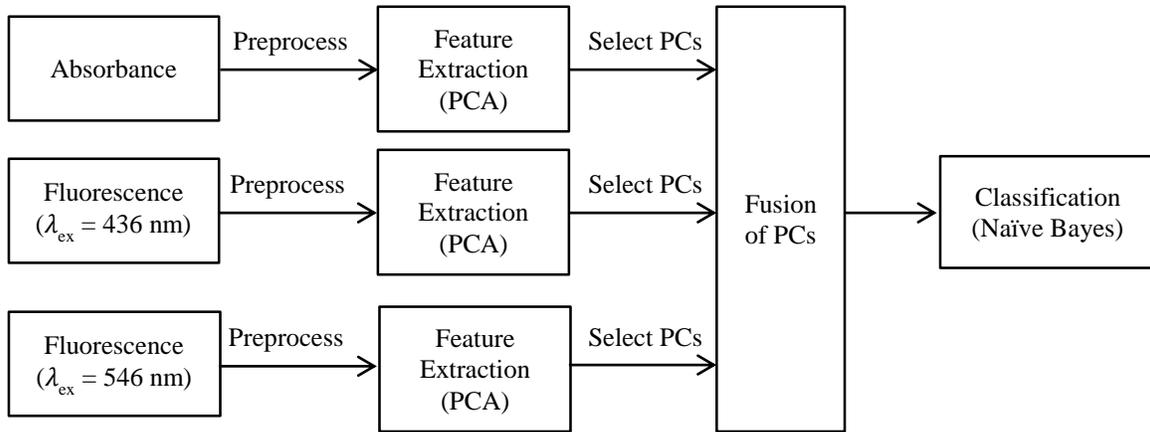 Absorbance
Preprocess
Feature
Extraction
(PCA)
Select PCs
Fluorescence
(λex = 436 nm)
Preprocess
Feature
Extraction
(PCA)
Select PCs
Fluorescence
(λex = 546 nm)
Preprocess
Feature
Extraction
(PCA)
Select PCs
Fusion
of PCs
Classification
(Naïve Bayes)